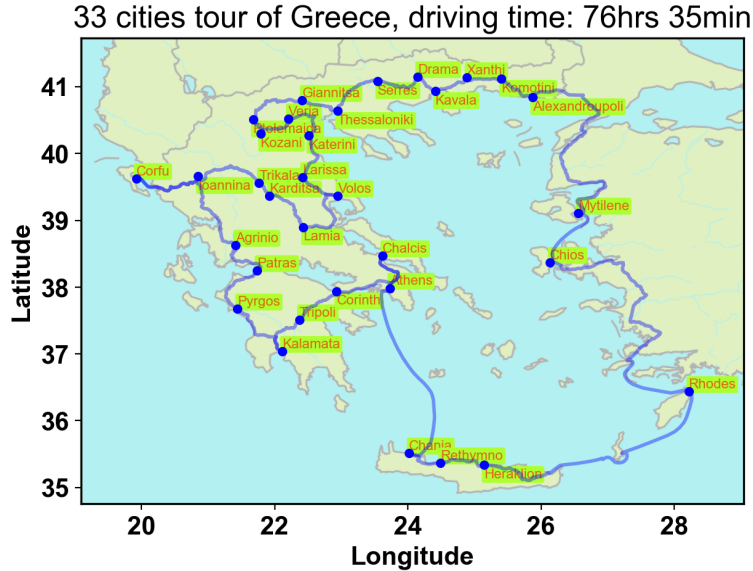 33 cities tour of Greece, driving time: 76hrs 35min
Latitude
41
40
39
38
37
36
35
Drama
Xanthi
Giannitsa
Serres
Komotini
Kavala
Alexandroupoli
Veria
Thessaloniki
Ptolemaida
Kozani
Katerini
Corfu
Ioannina
Trikala
Larissa
Karditsa
Volos
Mytilene
Agrinio
Lamia
Chalcis
Chios
Patras
Athens
Pyrgos
Corinth
Tripoli
Kalamata
Rhodes
Chania
Rethymno
Heraklion
20
22
24
26
28
Longitude